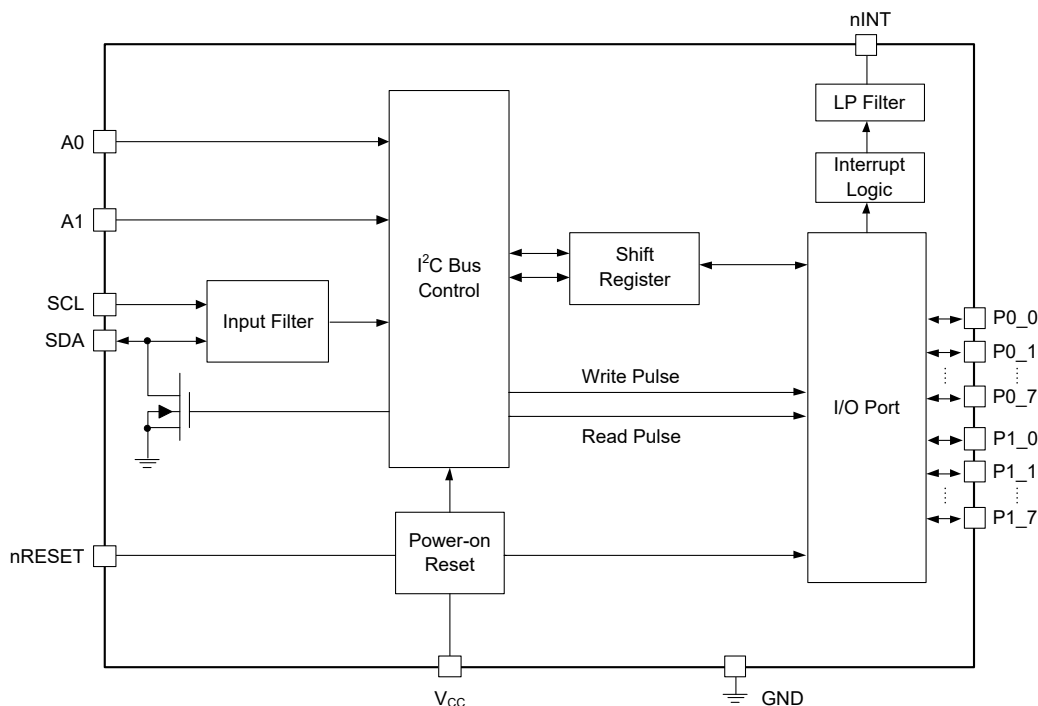 nINT
LP Filter
A0
Interrupt
Logic
A1
I²C Bus
Control
Shift
Register
SCL
Input Filter
SDA
P0_0
P0_1
Write Pulse
P0_7
I/O Port
Read Pulse
P1_0
P1_1
P1_7
nRESET
Power-on
Reset
VCC
GND